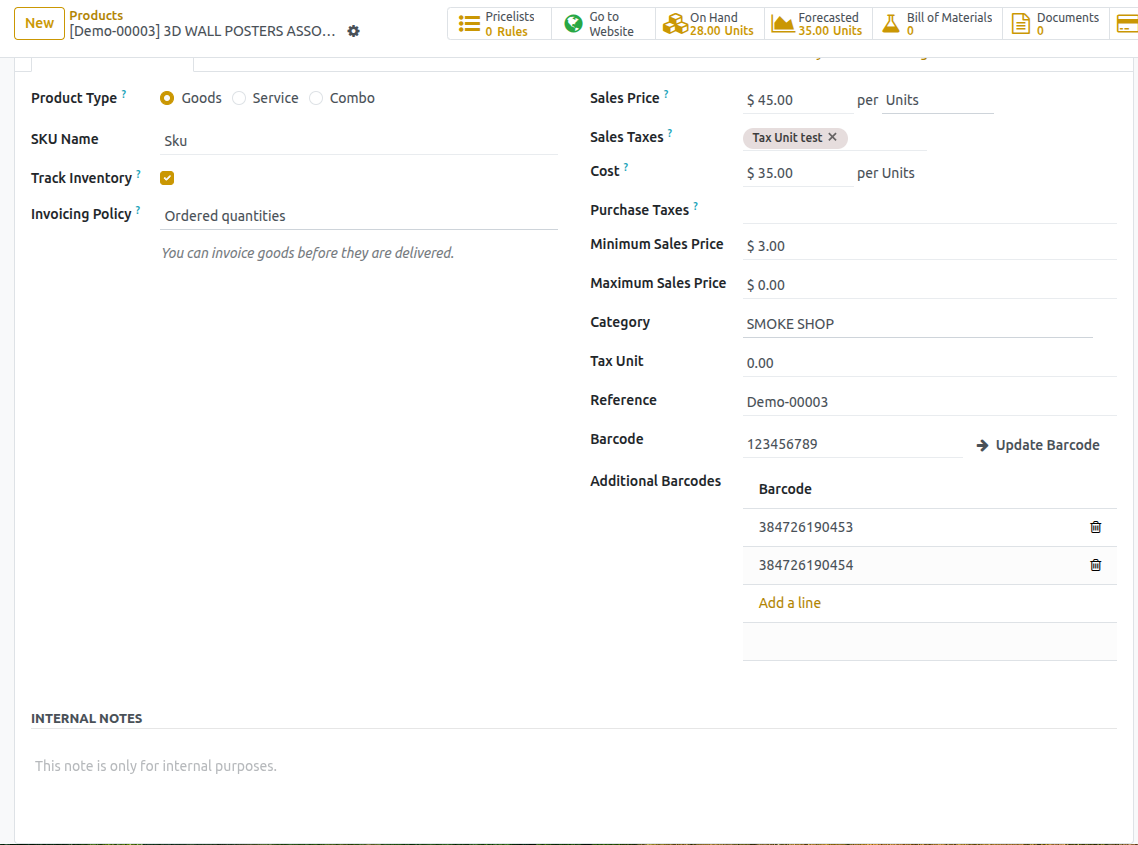 New
Products
[Demo-00003] 3D WALL POSTERS ASSO...
Pricelists
0 Rules
Go to
Website
On Hand
28.00 Units
Forecasted
35.00 Units
Bill of Materials
0
Documents
0
Product Type ?
Goods Service Combo
SKU Name
Sku
Track Inventory ?
Invoicing Policy ?
Ordered quantities
You can invoice goods before they are delivered.
Sales Price ?
$ 45.00 per Units
Sales Taxes ?
Tax Unit test ×
Cost ?
$ 35.00 per Units
Purchase Taxes ?
Minimum Sales Price
$ 3.00
Maximum Sales Price
$ 0.00
Category
SMOKE SHOP
Tax Unit
0.00
Reference
Demo-00003
Barcode
123456789
Update Barcode
Additional Barcodes
Barcode
384726190453
384726190454
Add a line
INTERNAL NOTES
This note is only for internal purposes.